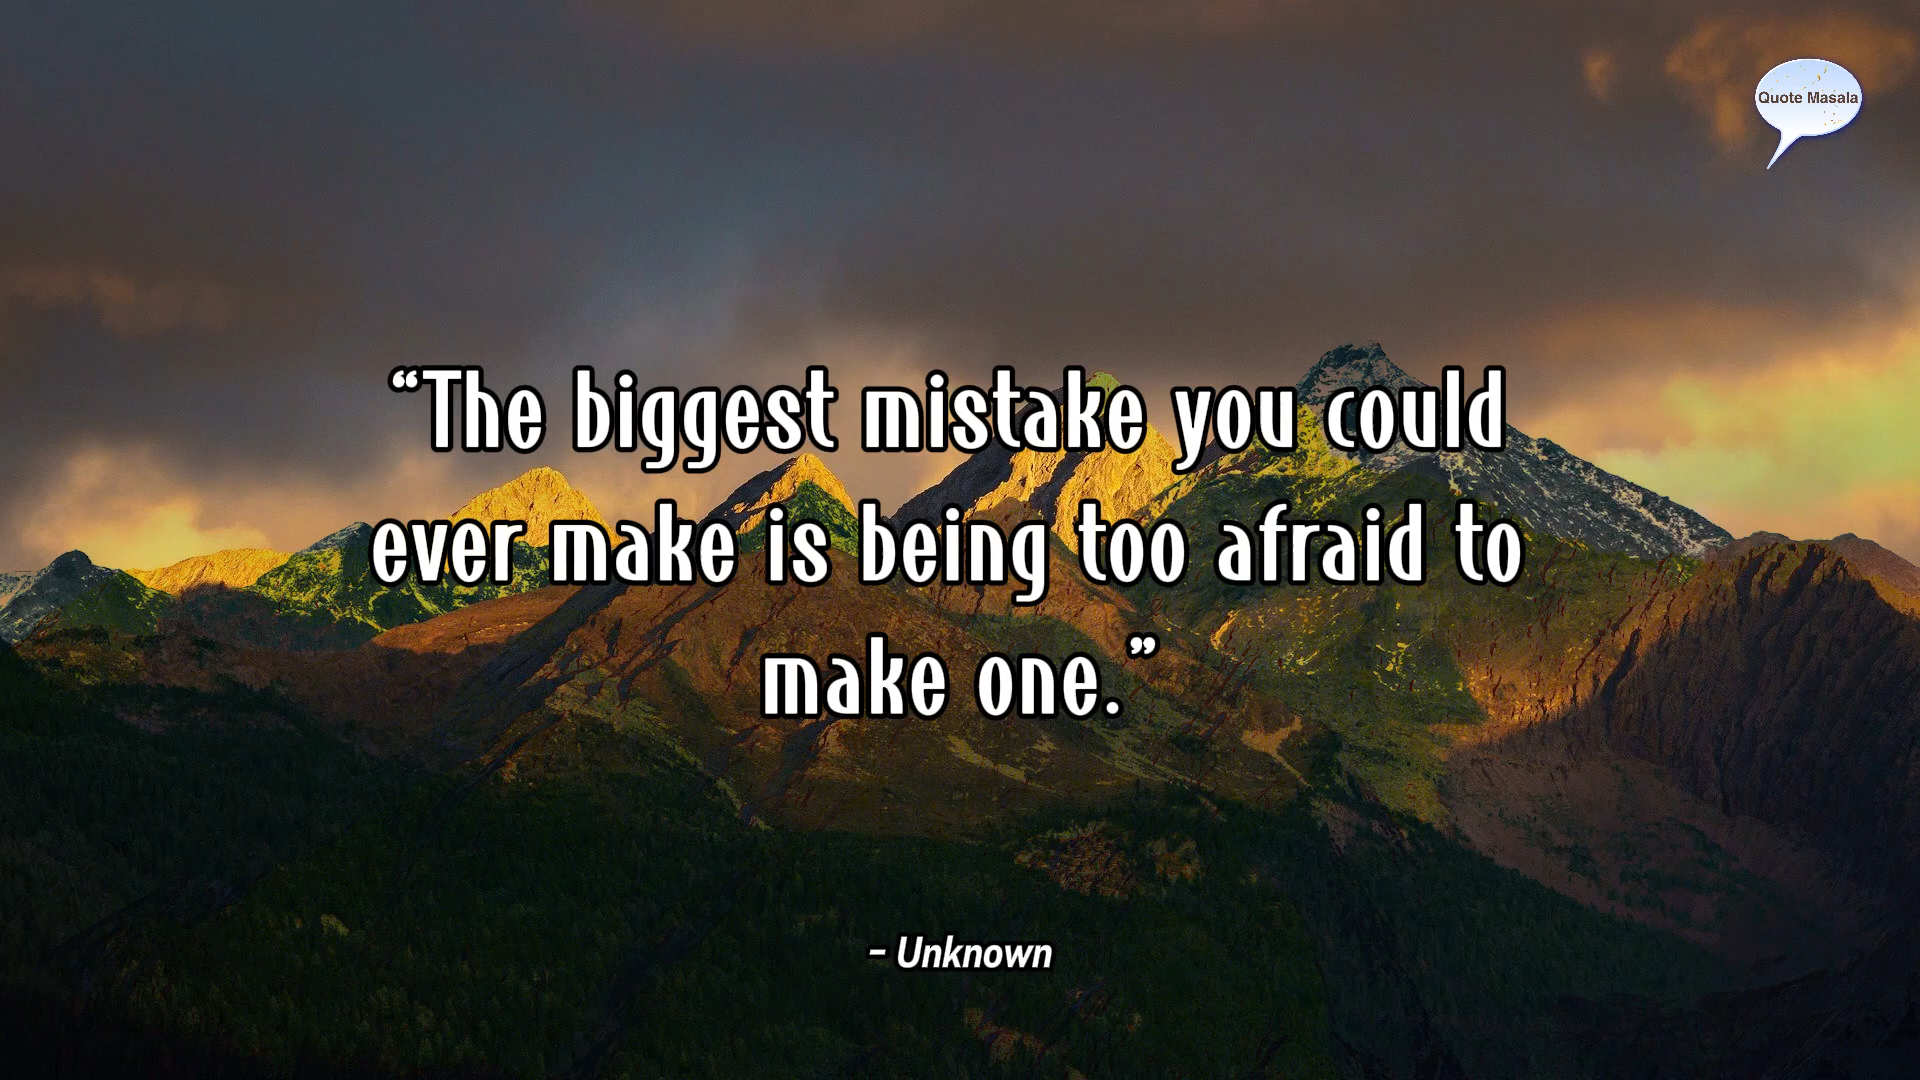 Quote Masala
“The biggest mistake you could
ever make is being too afraid to
make one.”
- Unknown